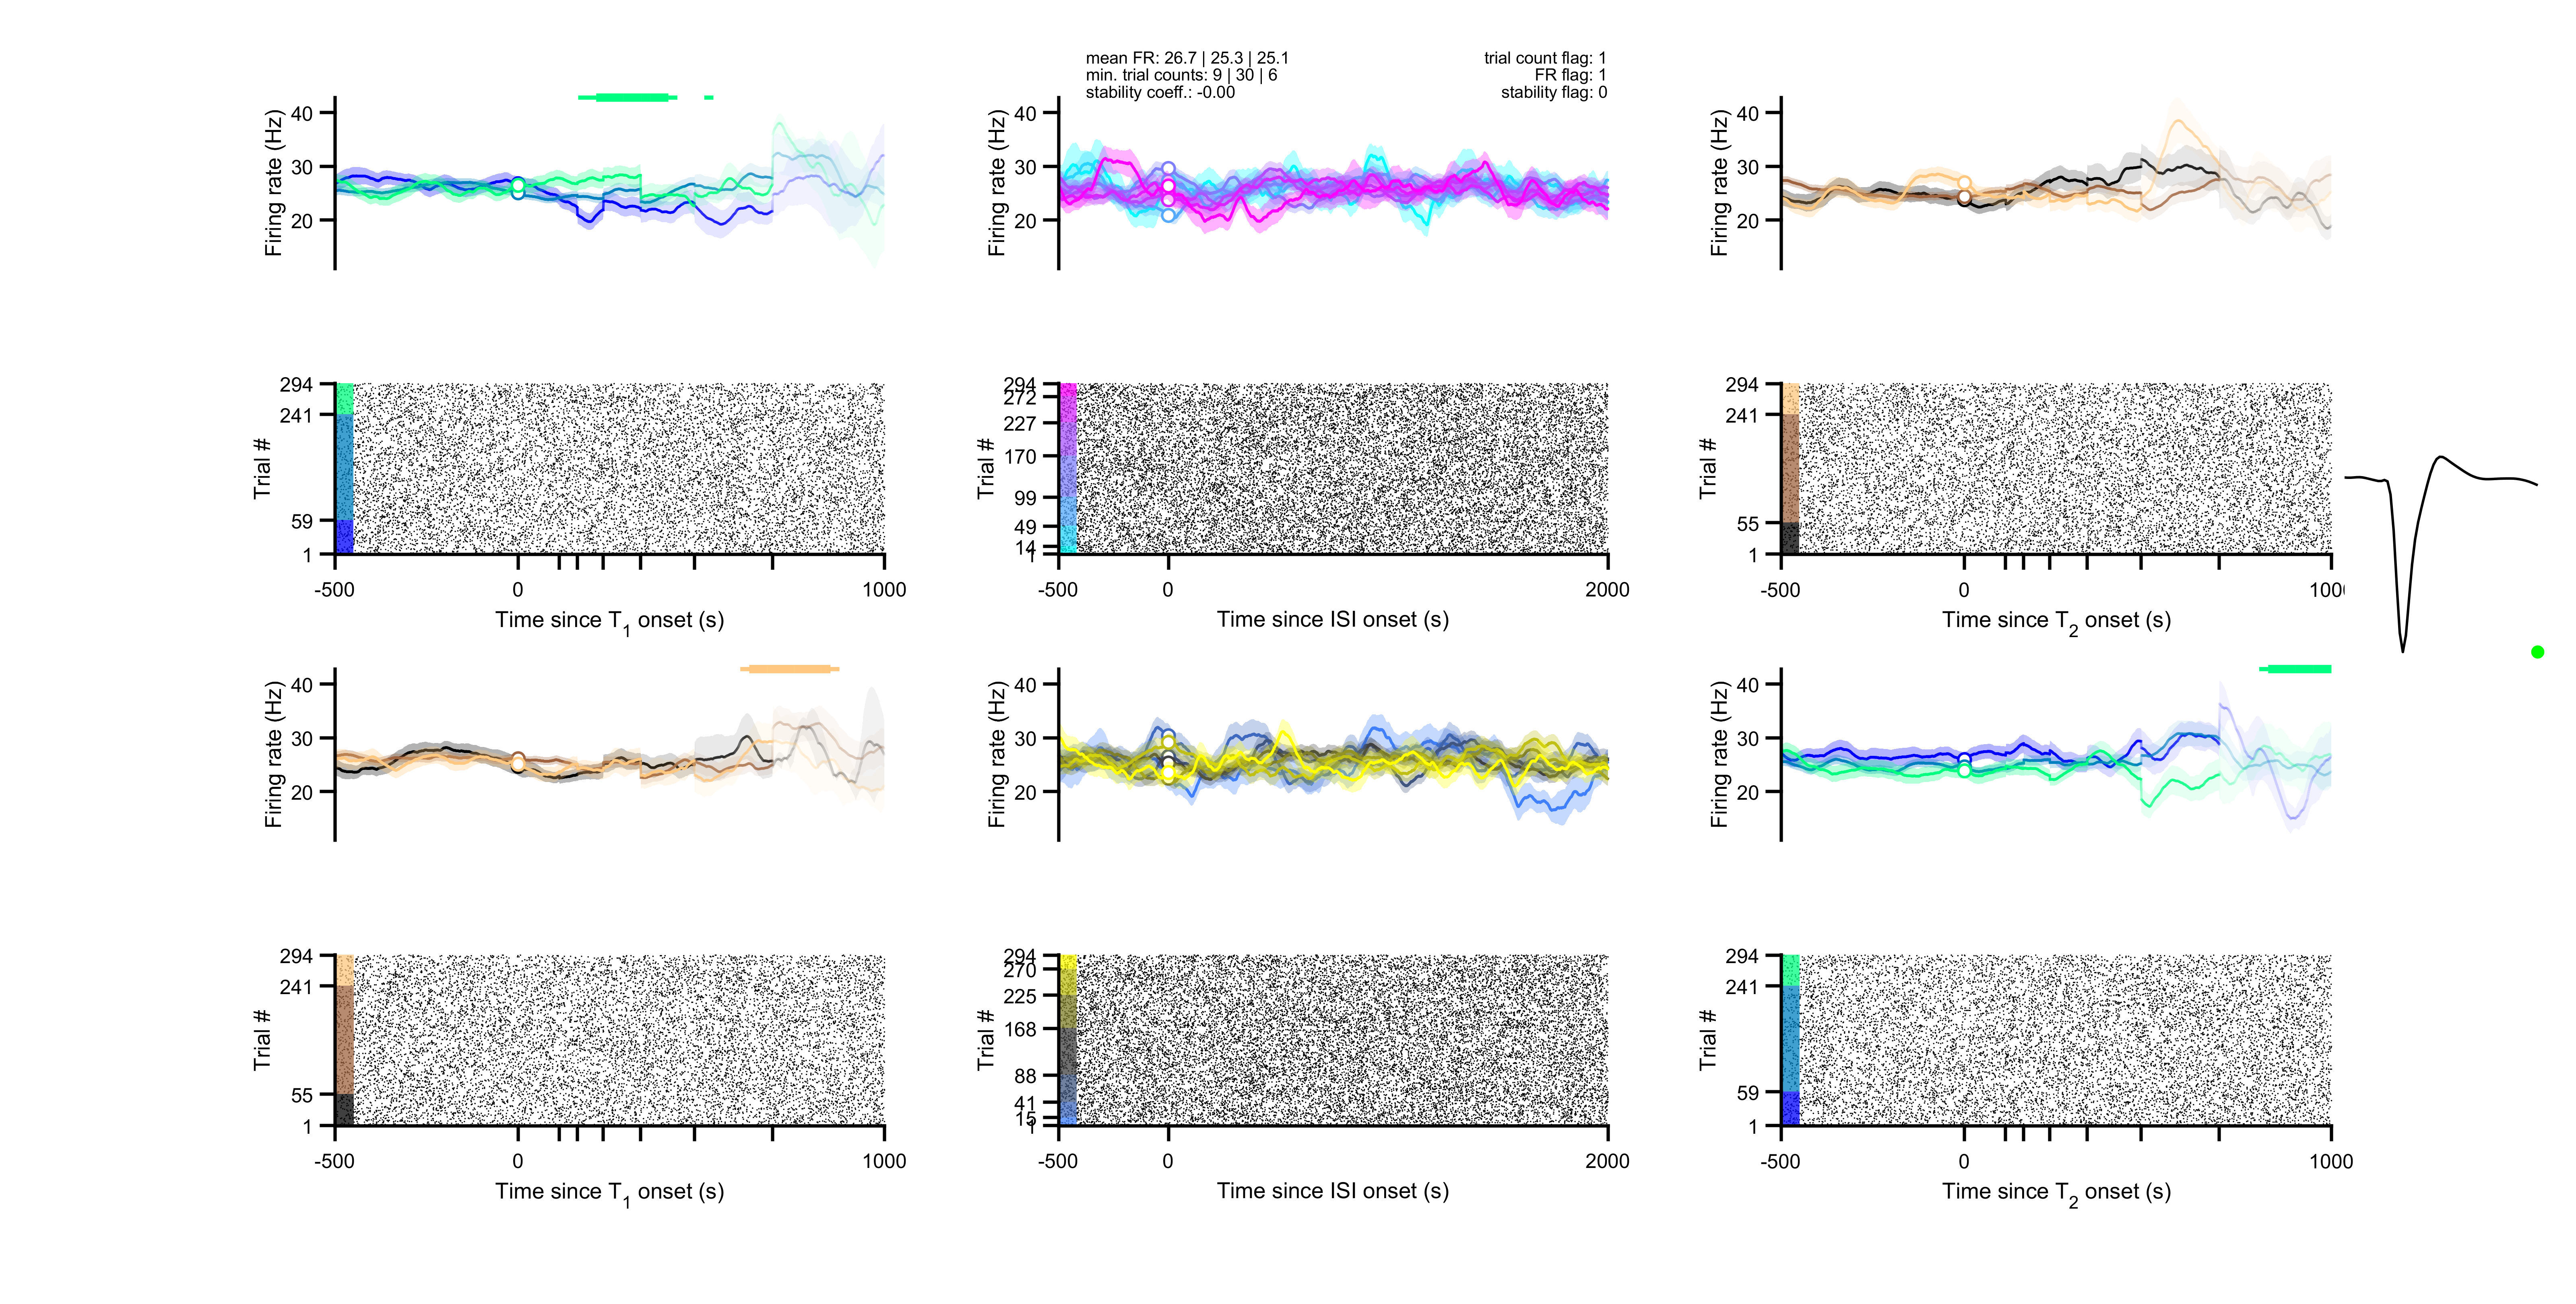 mean FR: 26.7 | 25.3 | 25.1
min. trial counts: 9 | 30 | 6
stability coeff.: -0.00
trial count flag: 1
FR flag: 1
stability flag: 0
Firing rate (Hz)
40
30
20
Firing rate (Hz)
40
30
20
Firing rate (Hz)
40
30
20
Trial #
294
241
59
1
-500
0
1000
Time since T1 onset (s)
Trial #
294
272
227
170
99
49
14
1
-500
0
2000
Time since ISI onset (s)
Trial #
294
241
55
1
-500
0
1000
Time since T2 onset (s)
Firing rate (Hz)
40
30
20
Firing rate (Hz)
40
30
20
Firing rate (Hz)
40
30
20
Trial #
294
241
55
1
-500
0
1000
Time since T1 onset (s)
Trial #
294
270
225
168
88
41
15
1
-500
0
2000
Time since ISI onset (s)
Trial #
294
241
59
1
-500
0
1000
Time since T2 onset (s)